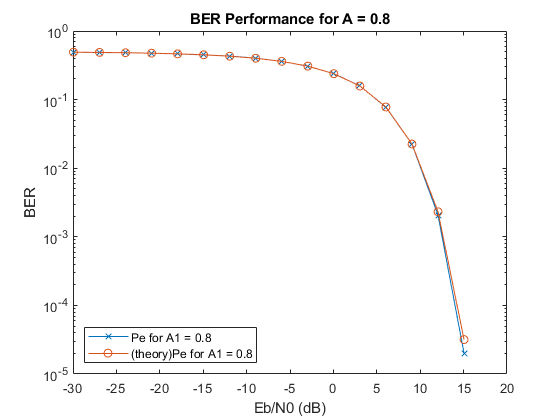 BER Performance for A = 0.8
10^0
10^-1
10^-2
10^-3
10^-4
10^-5
BER
Pe for A1 = 0.8
(theory)Pe for A1 = 0.8
-30 -25 -20 -15 -10 -5 0 5 10 15 20
Eb/N0 (dB)